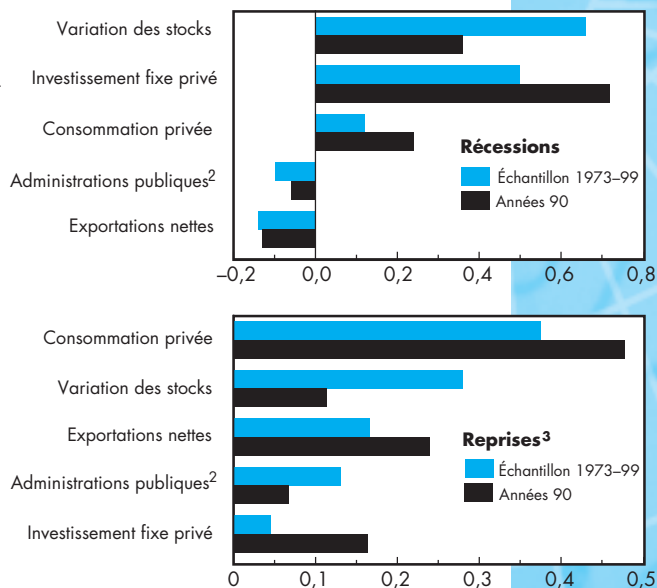 Variation des stocks
Investissement fixe privé
Consommation privée
Administrations publiques²
Exportations nettes
Récessions
Échantillon 1973–99
Années 90
–0,2 0,0 0,2 0,4 0,6 0,8
Consommation privée
Variation des stocks
Exportations nettes
Administrations publiques²
Investissement fixe privé
Reprises³
Échantillon 1973–99
Années 90
0 0,1 0,2 0,3 0,4 0,5